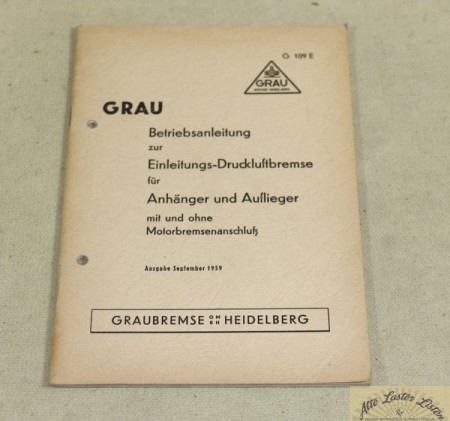 G 109 E
GRAU
GRAU
Betriebsanleitung
zur
Einleitungs-Druckluftbremse
für
Anhänger und Auflieger
mit und ohne
Motorbremsenanschluß
Ausgabe September 1959
GRAUBREMSE GMBH HEIDELBERG
Alte Laster Listen